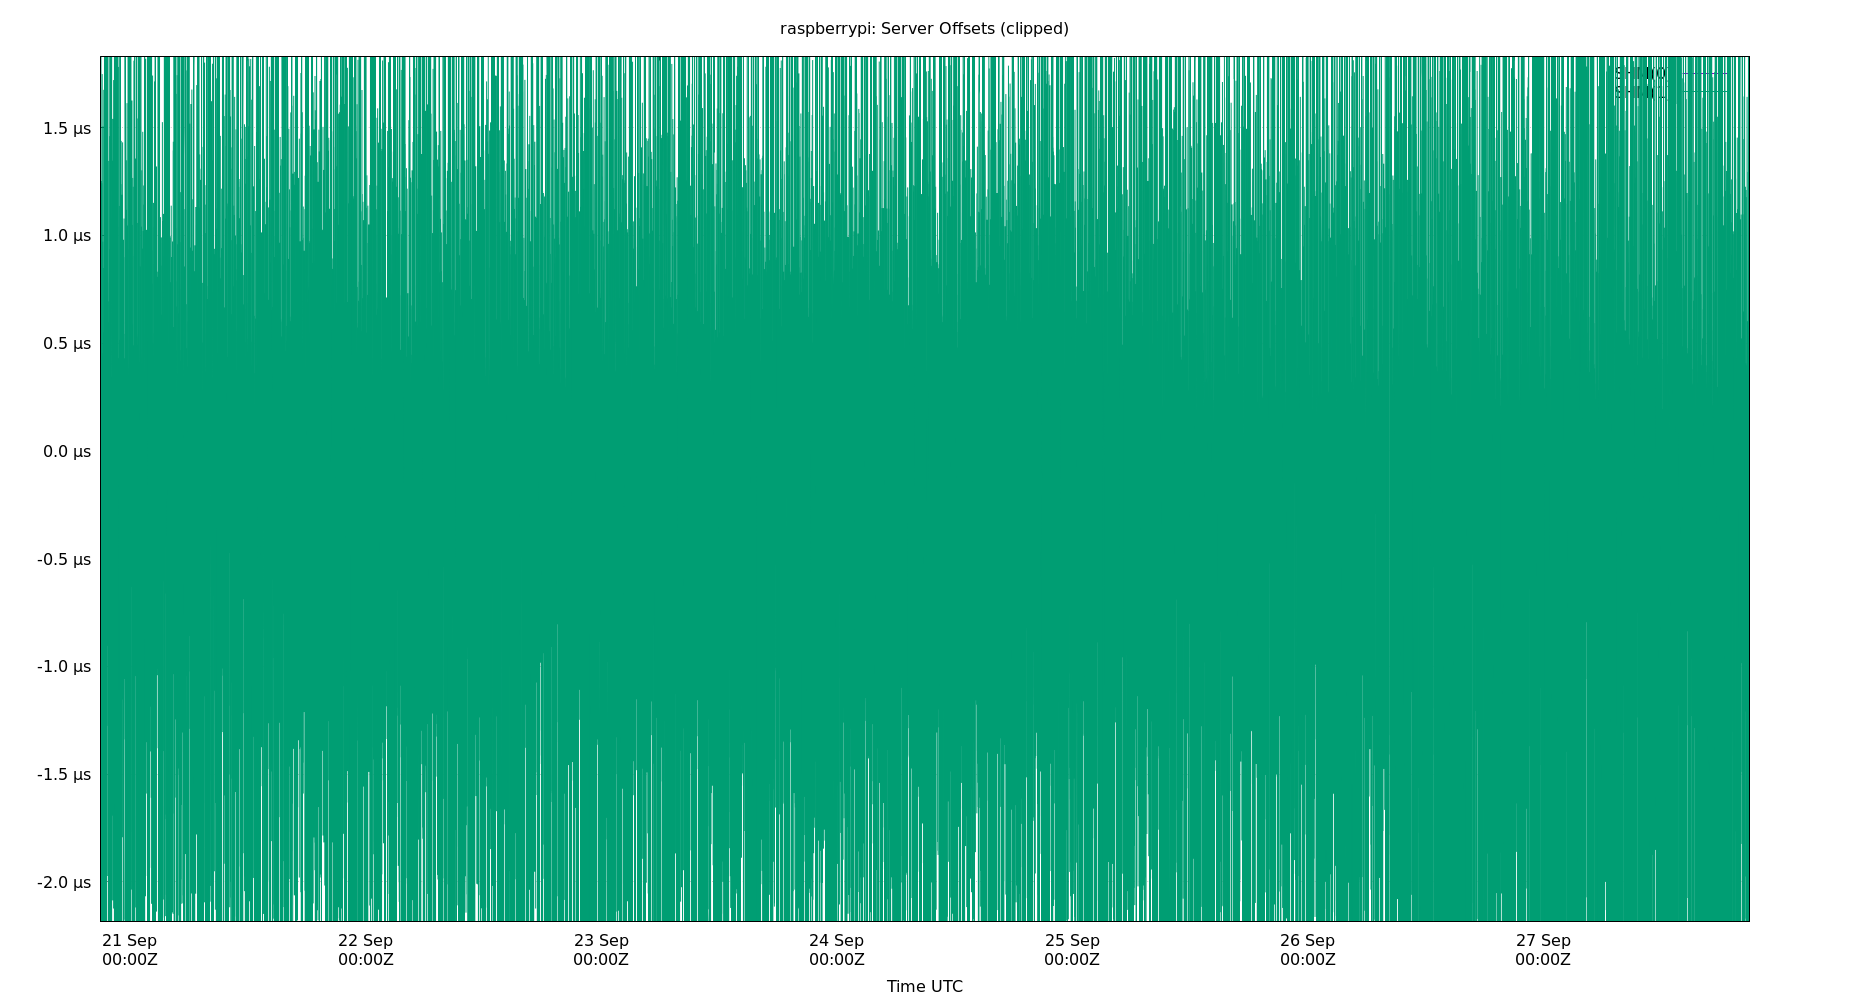 raspberrypi: Server Offsets (clipped)
1.5 µs
1.0 µs
0.5 µs
0.0 µs
-0.5 µs
-1.0 µs
-1.5 µs
-2.0 µs
21 Sep 22 Sep 23 Sep 24 Sep 25 Sep 26 Sep 27 Sep
00:00Z 00:00Z 00:00Z 00:00Z 00:00Z 00:00Z 00:00Z
Time UTC